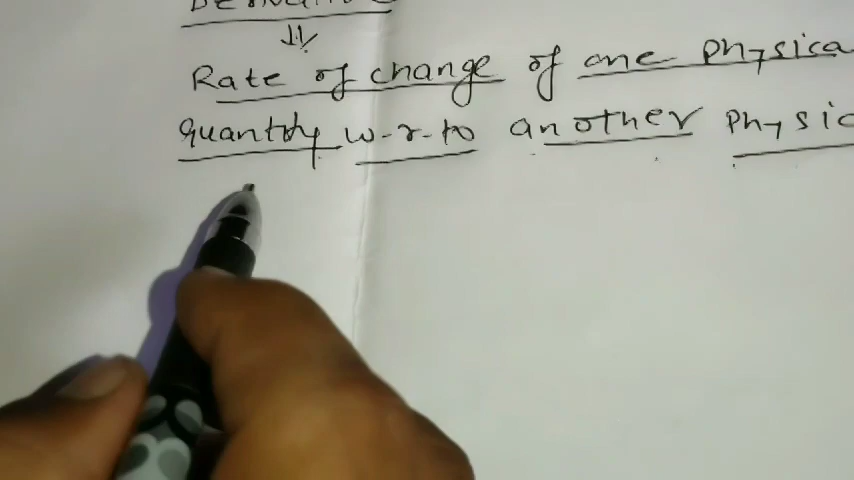 Rate of change of one physica
quantity w-r-to another physic